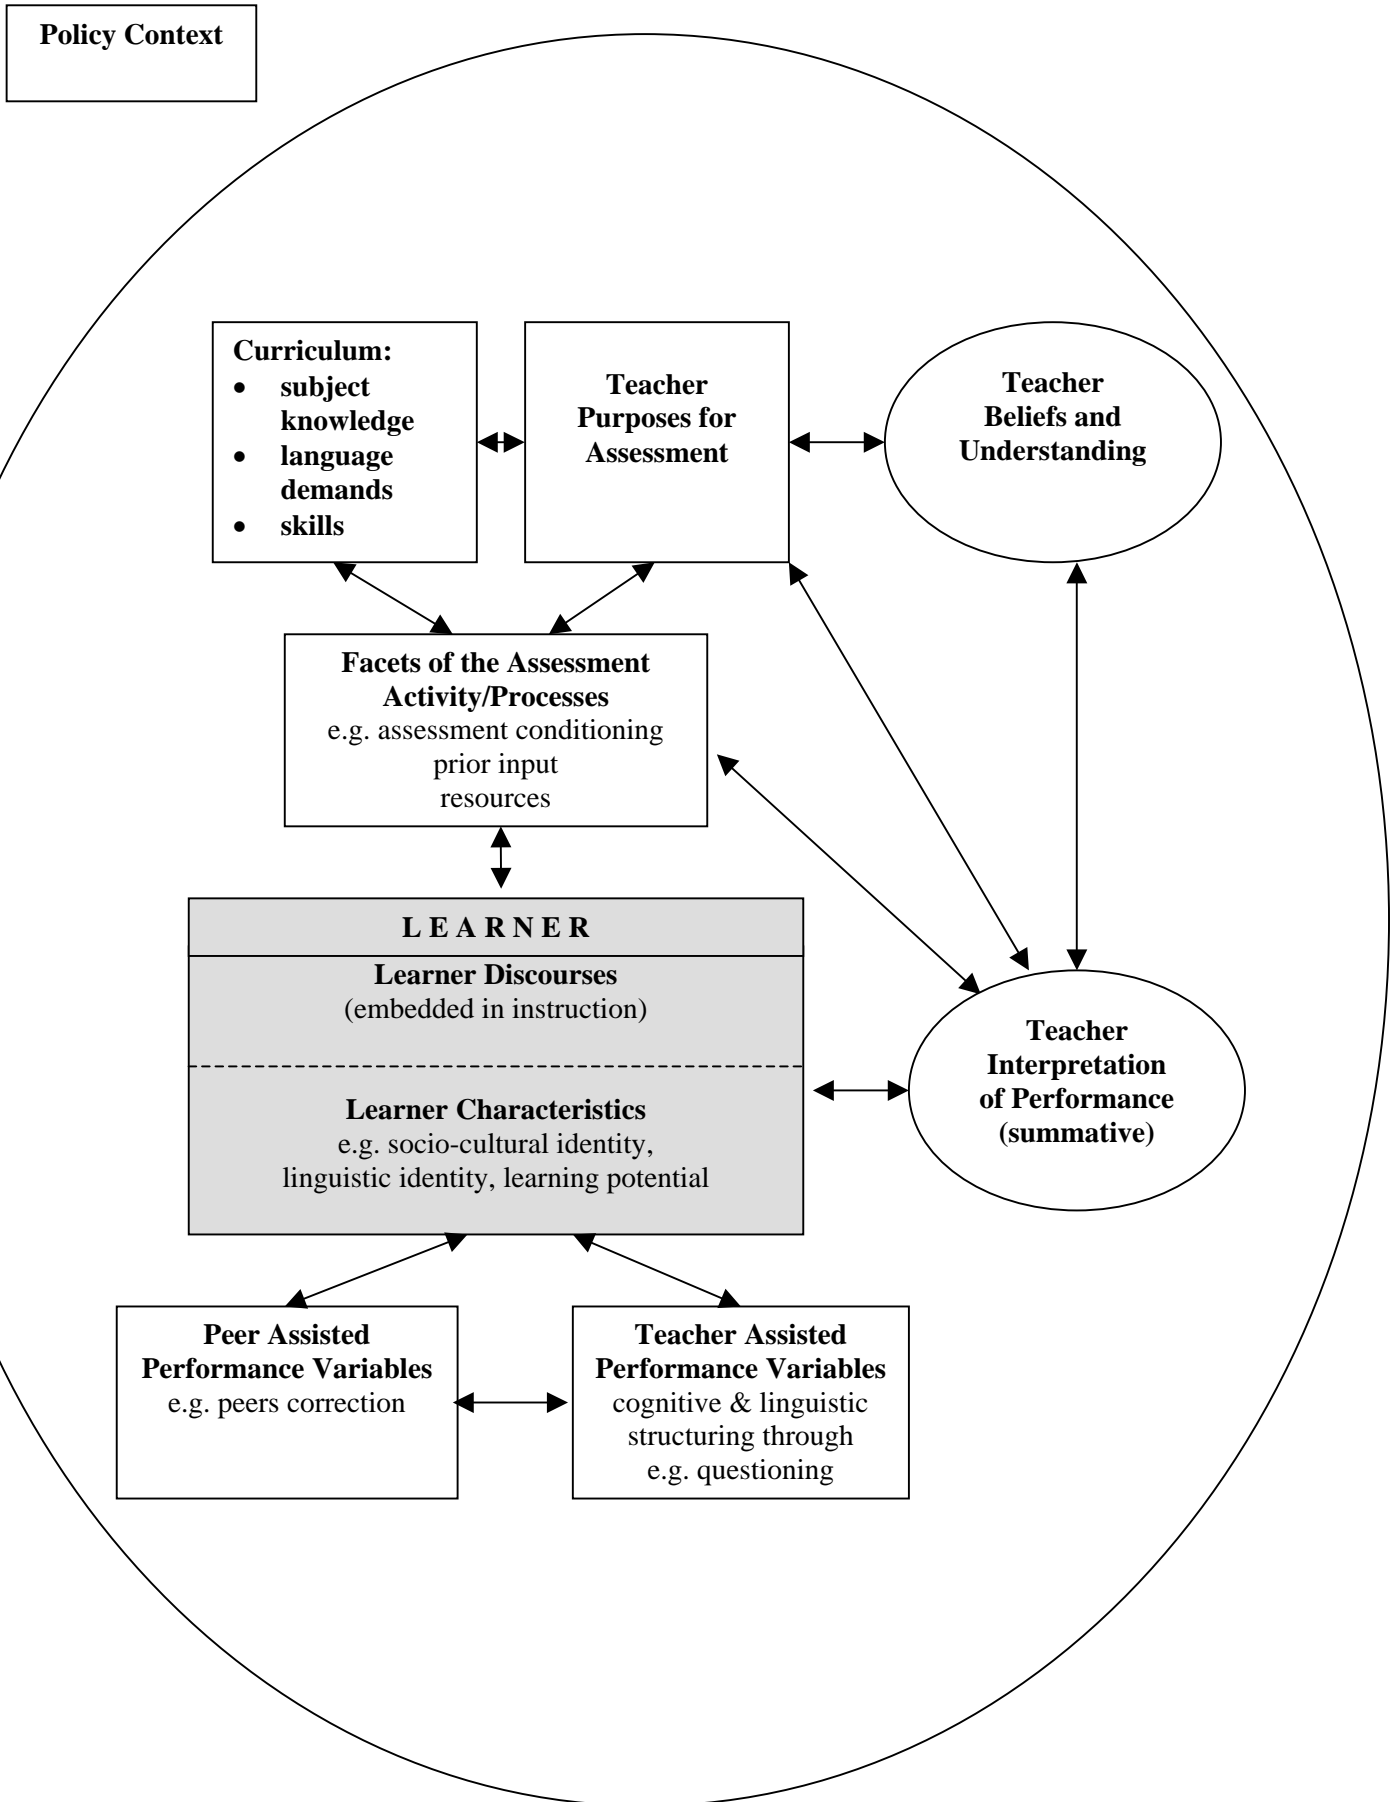 Policy Context
Curriculum:
• subject
knowledge
• language
demands
• skills
Teacher
Purposes for
Assessment
Teacher
Beliefs and
Understanding
Facets of the Assessment
Activity/Processes
e.g. assessment conditioning
prior input
resources
L E A R N E R
Learner Discourses
(embedded in instruction)
Learner Characteristics
e.g. socio-cultural identity,
linguistic identity, learning potential
Teacher
Interpretation
of Performance
(summative)
Peer Assisted
Performance Variables
e.g. peers correction
Teacher Assisted
Performance Variables
cognitive & linguistic
structuring through
e.g. questioning